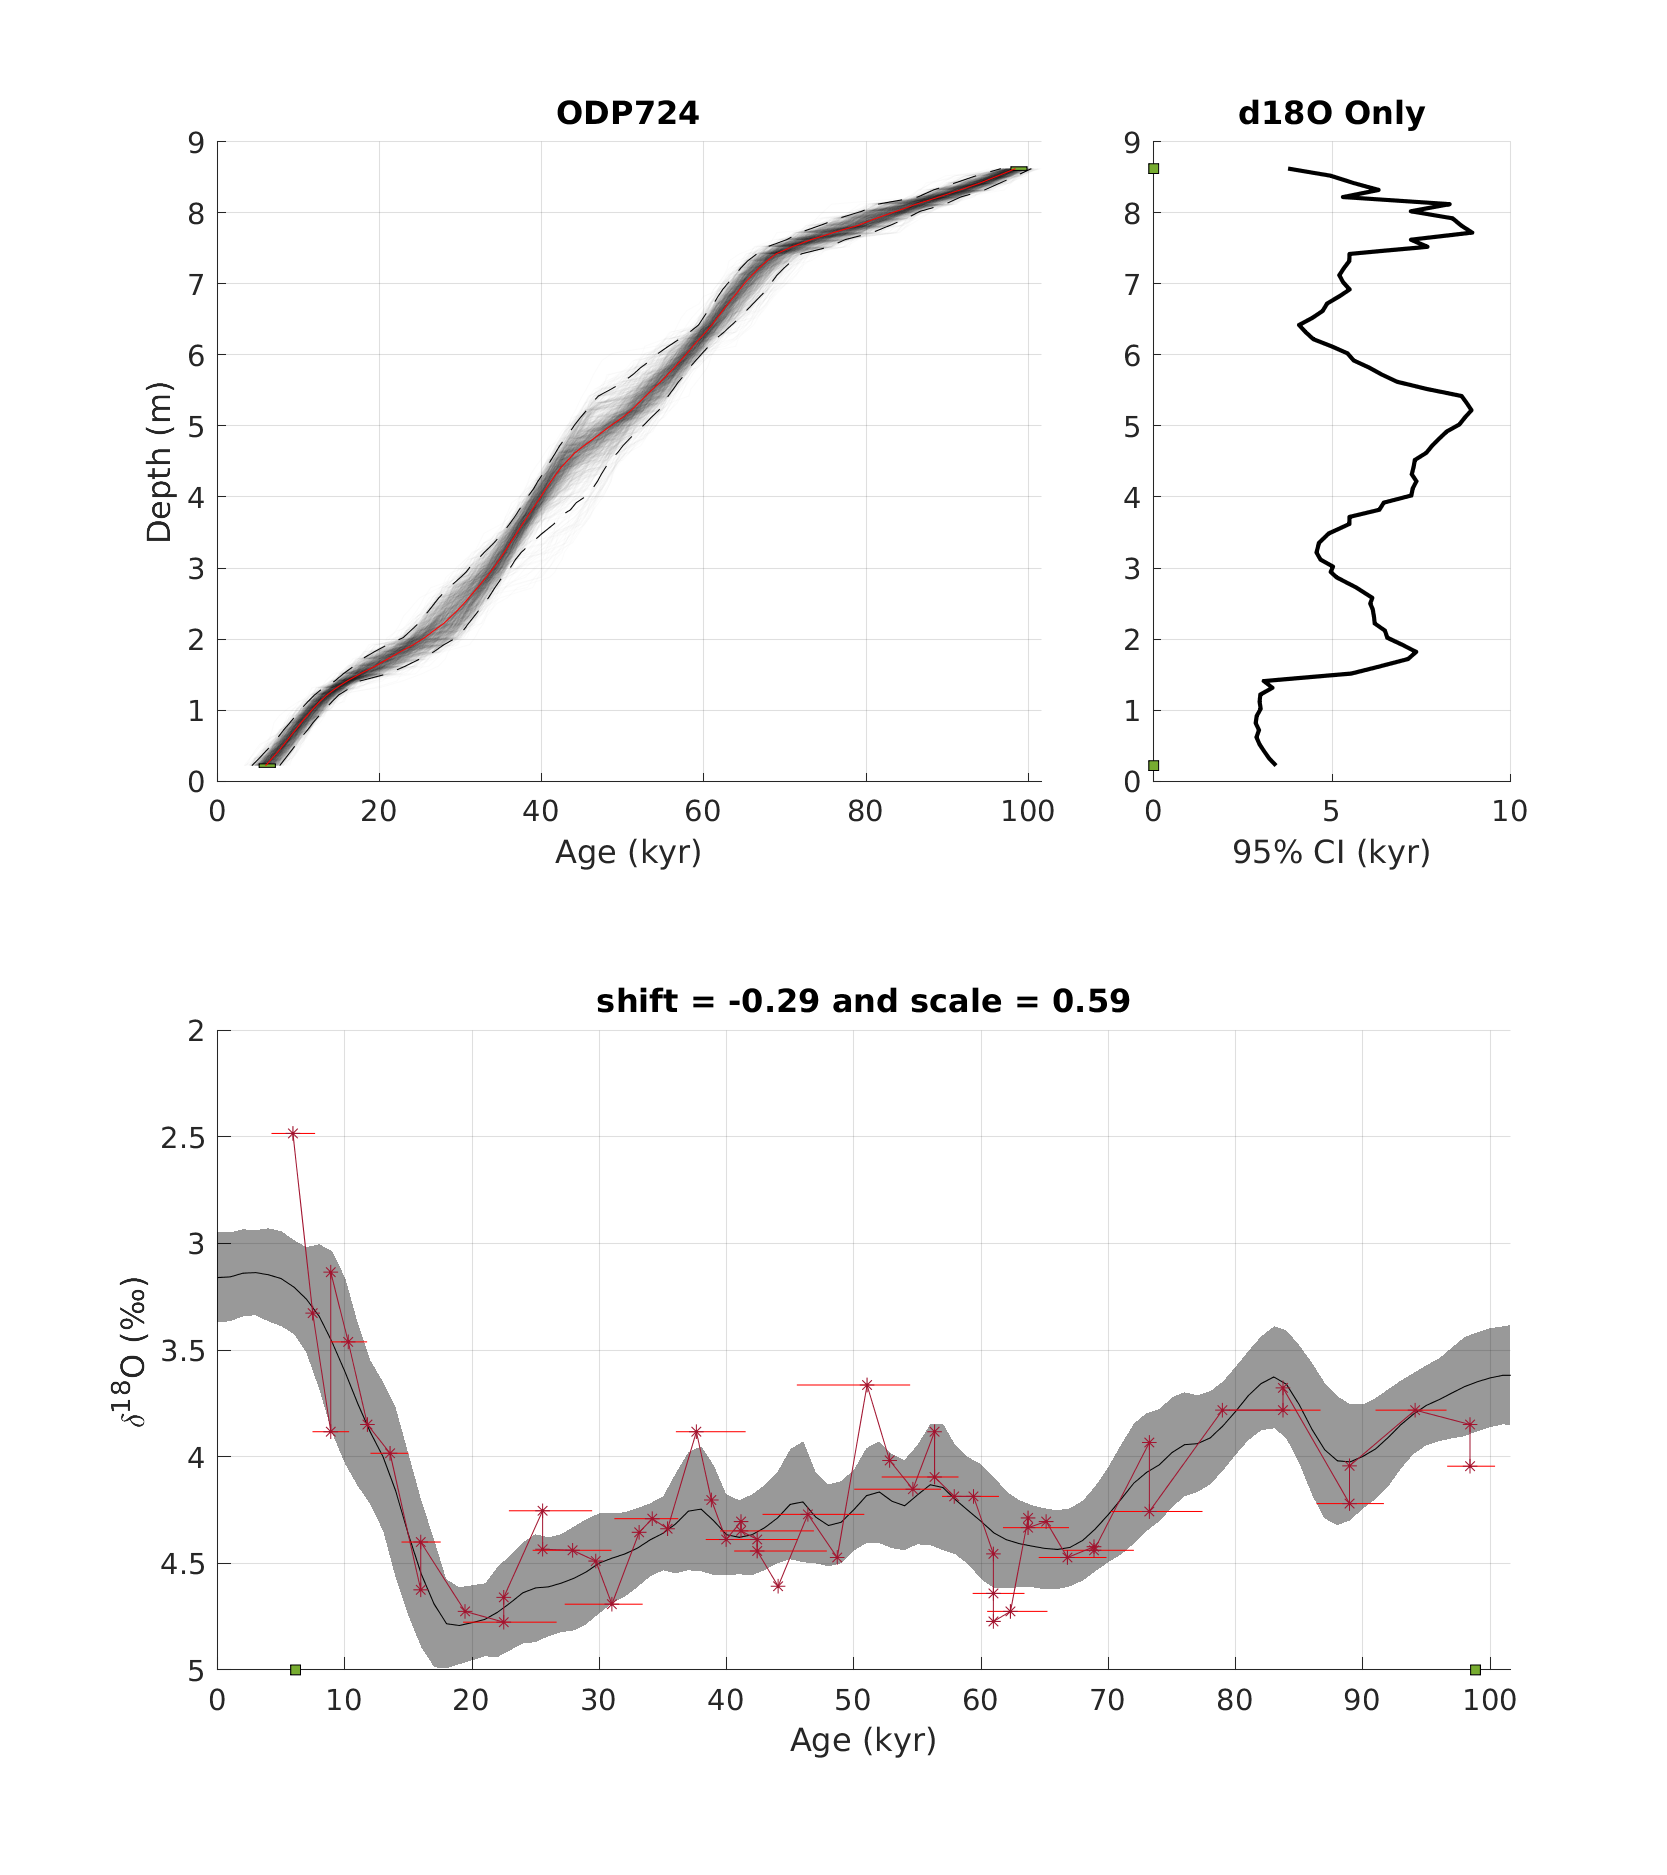 ODP724
9
8
7
6
5
4
3
2
1
0
Depth (m)
0 20 40 60 80 100
Age (kyr)
d18O Only
9
8
7
6
5
4
3
2
1
0
0 5 10
95% CI (kyr)
shift = -0.29 and scale = 0.59
2
2.5
3
3.5
4
4.5
5
δ18O (‰)
0 10 20 30 40 50 60 70 80 90 100
Age (kyr)